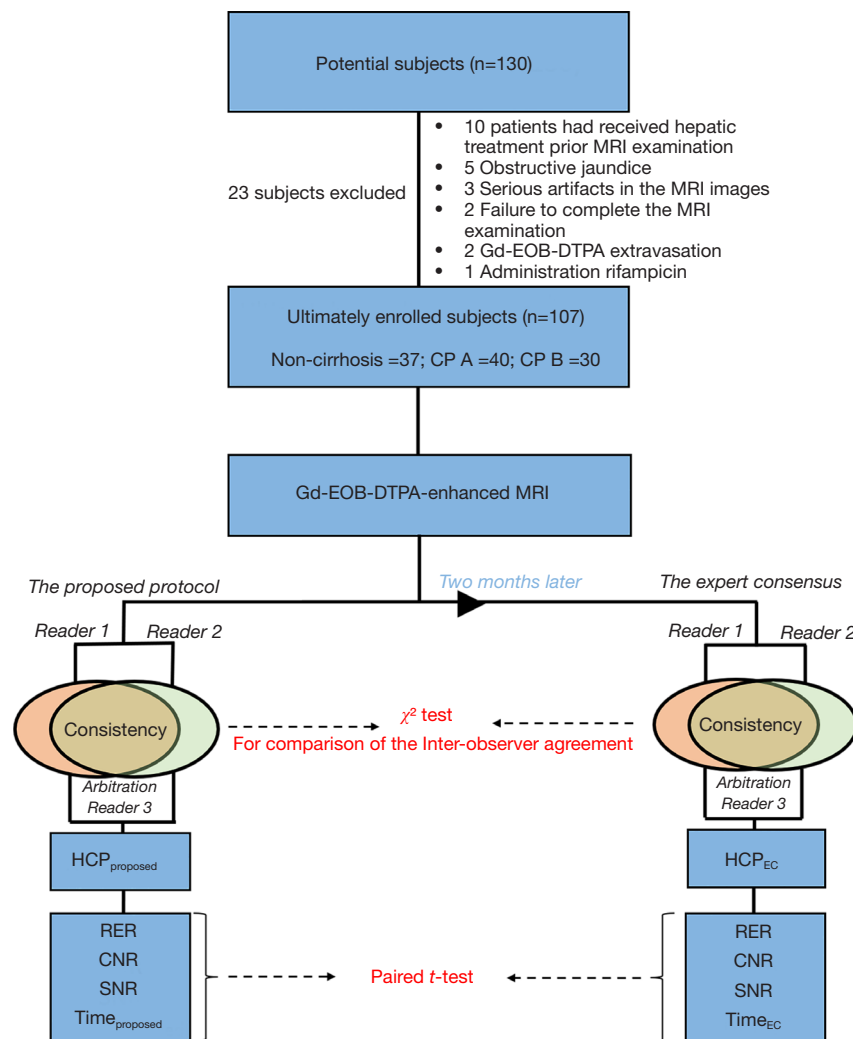 Potential subjects (n=130)
23 subjects excluded
• 10 patients had received hepatic
treatment prior MRI examination
• 5 Obstructive jaundice
• 3 Serious artifacts in the MRI images
• 2 Failure to complete the MRI
examination
• 2 Gd-EOB-DTPA extravasation
• 1 Administration rifampicin
Ultimately enrolled subjects (n=107)
Non-cirrhosis =37; CP A =40; CP B =30
Gd-EOB-DTPA-enhanced MRI
The proposed protocol
Two months later
The expert consensus
Reader 1 Reader 2
Reader 1 Reader 2
Consistency
χ² test
For comparison of the Inter-observer agreement
Consistency
Arbitration
Reader 3
Arbitration
Reader 3
HCPproposed
HCPEC
RER
CNR
SNR
Timeproposed
Paired t-test
RER
CNR
SNR
TimeEC